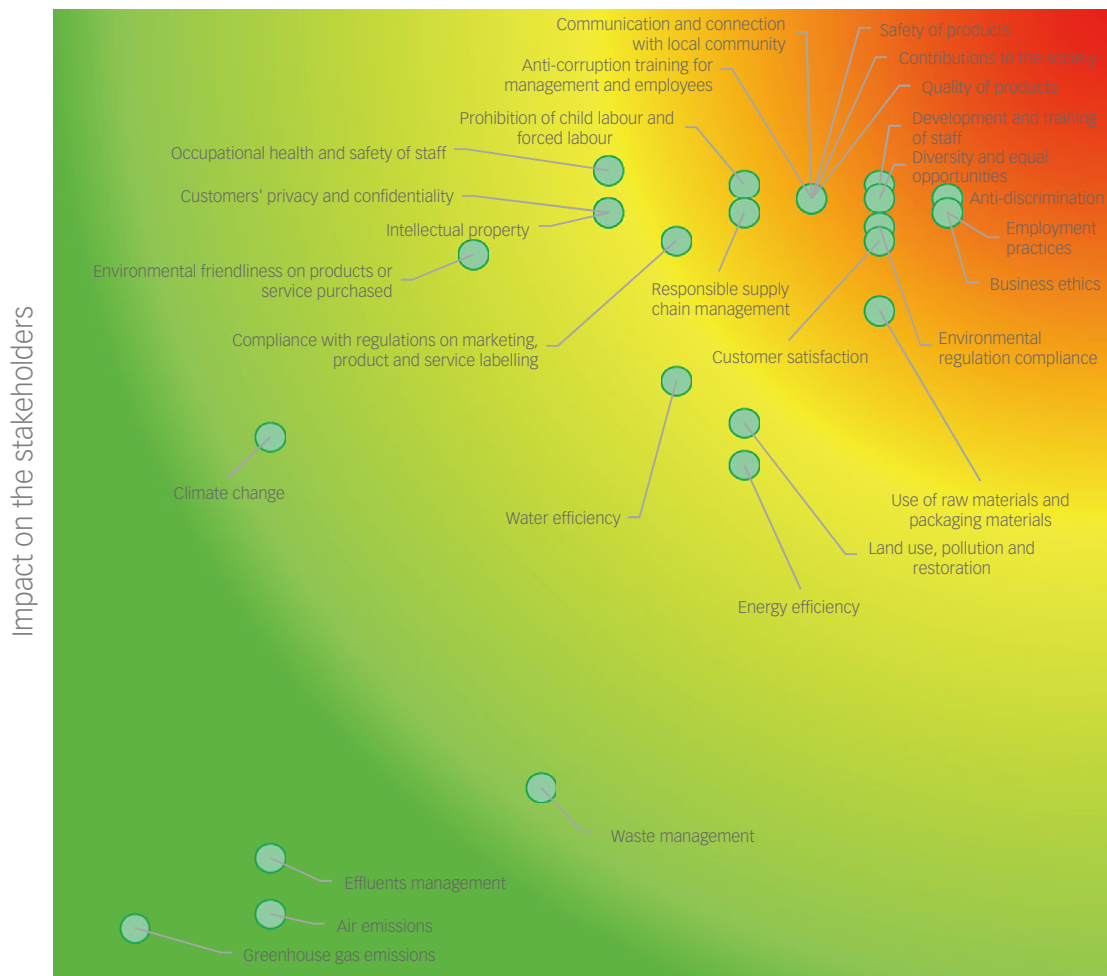 Communication and connection
with local community
Safety of products
Contributions to the society
Anti-corruption training for
management and employees
Quality of products
Prohibition of child labour and
forced labour
Development and training
of staff
Occupational health and safety of staff
Diversity and equal
opportunities
Customers' privacy and confidentiality
Anti-discrimination
Intellectual property
Employment
practices
Environmental friendliness on products or
service purchased
Responsible supply
chain management
Business ethics
Compliance with regulations on marketing,
product and service labelling
Customer satisfaction
Environmental
regulation compliance
Impact on the stakeholders
Climate change
Water efficiency
Use of raw materials and
packaging materials
Land use, pollution and
restoration
Energy efficiency
Waste management
Effluents management
Air emissions
Greenhouse gas emissions